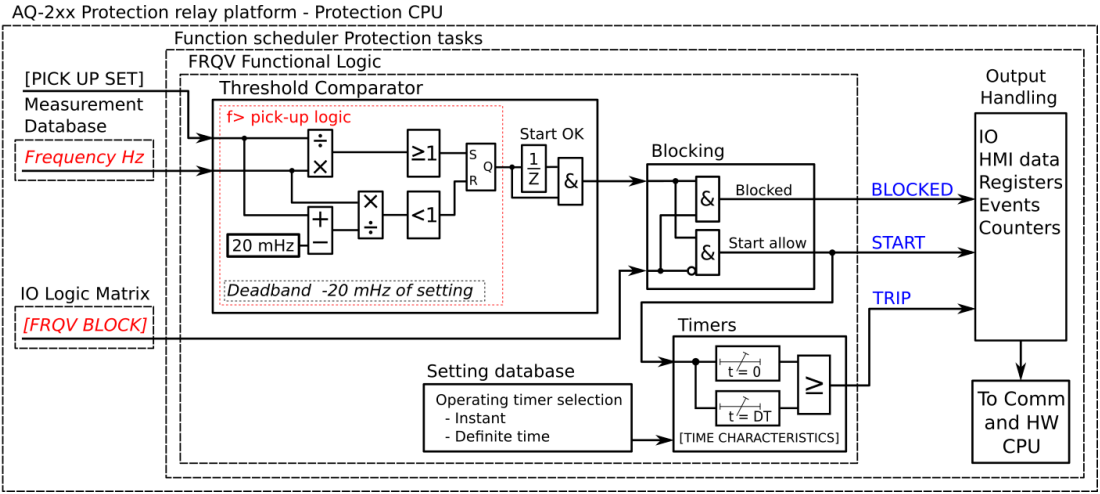 AQ-2xx Protection relay platform - Protection CPU
Function scheduler Protection tasks
FRQV Functional Logic
[PICK UP SET]
Measurement
Database
Frequency Hz
Threshold Comparator
f> pick-up logic
÷
×
≥1
S
R
Q
Start OK
1
Z
&
×
÷
<1
+
−
20 mHz
Deadband -20 mHz of setting
IO Logic Matrix
[FRQV BLOCK]
Blocking
&
Blocked
&
Start allow
BLOCKED
START
TRIP
Output
Handling
IO
HMI data
Registers
Events
Counters
Timers
t = 0
t = DT
≥
[TIME CHARACTERISTICS]
Setting database
Operating timer selection
- Instant
- Definite time
To Comm
and HW
CPU